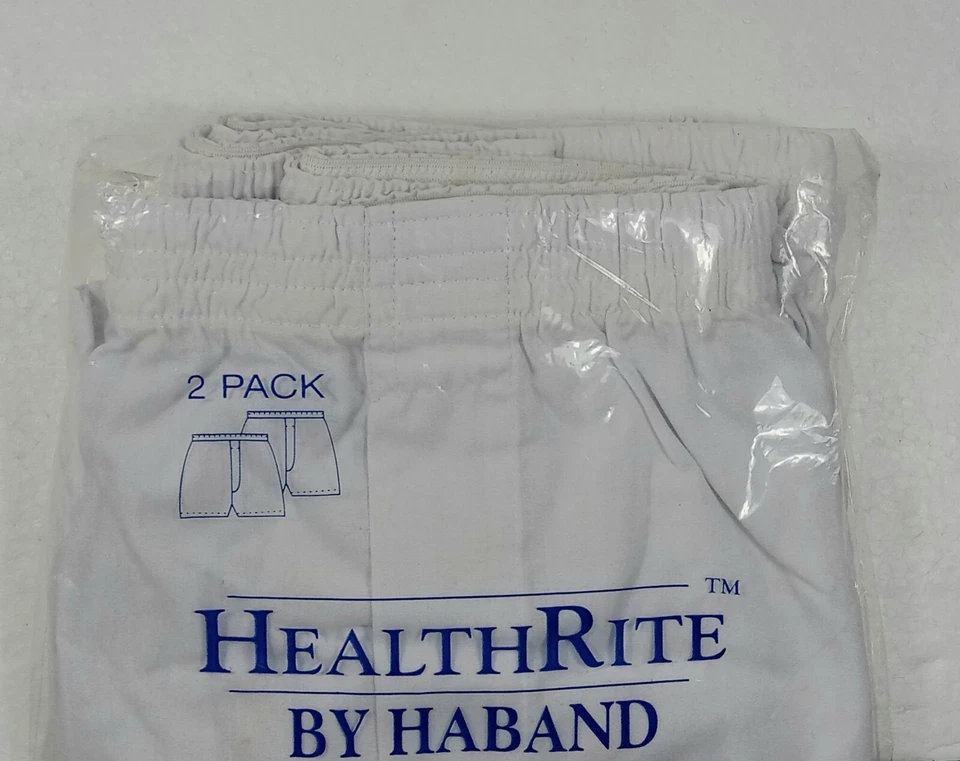 2 PACK
HEALTHRITE™
BY HABAND